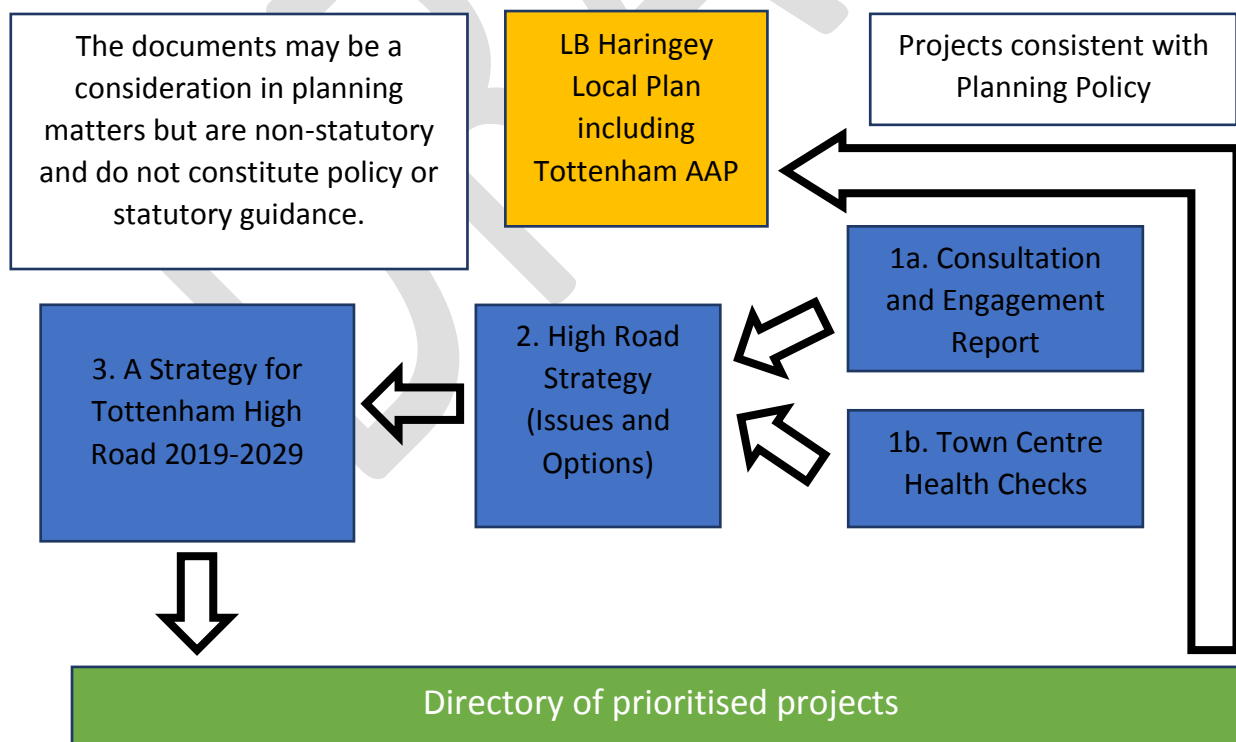 The documents may be a
consideration in planning
matters but are non-statutory
and do not constitute policy or
statutory guidance.
LB Haringey
Local Plan
including
Tottenham AAP
Projects consistent with
Planning Policy
1a. Consultation
and Engagement
Report
1b. Town Centre
Health Checks
2. High Road
Strategy
(Issues and
Options)
3. A Strategy for
Tottenham High
Road 2019-2029
Directory of prioritised projects